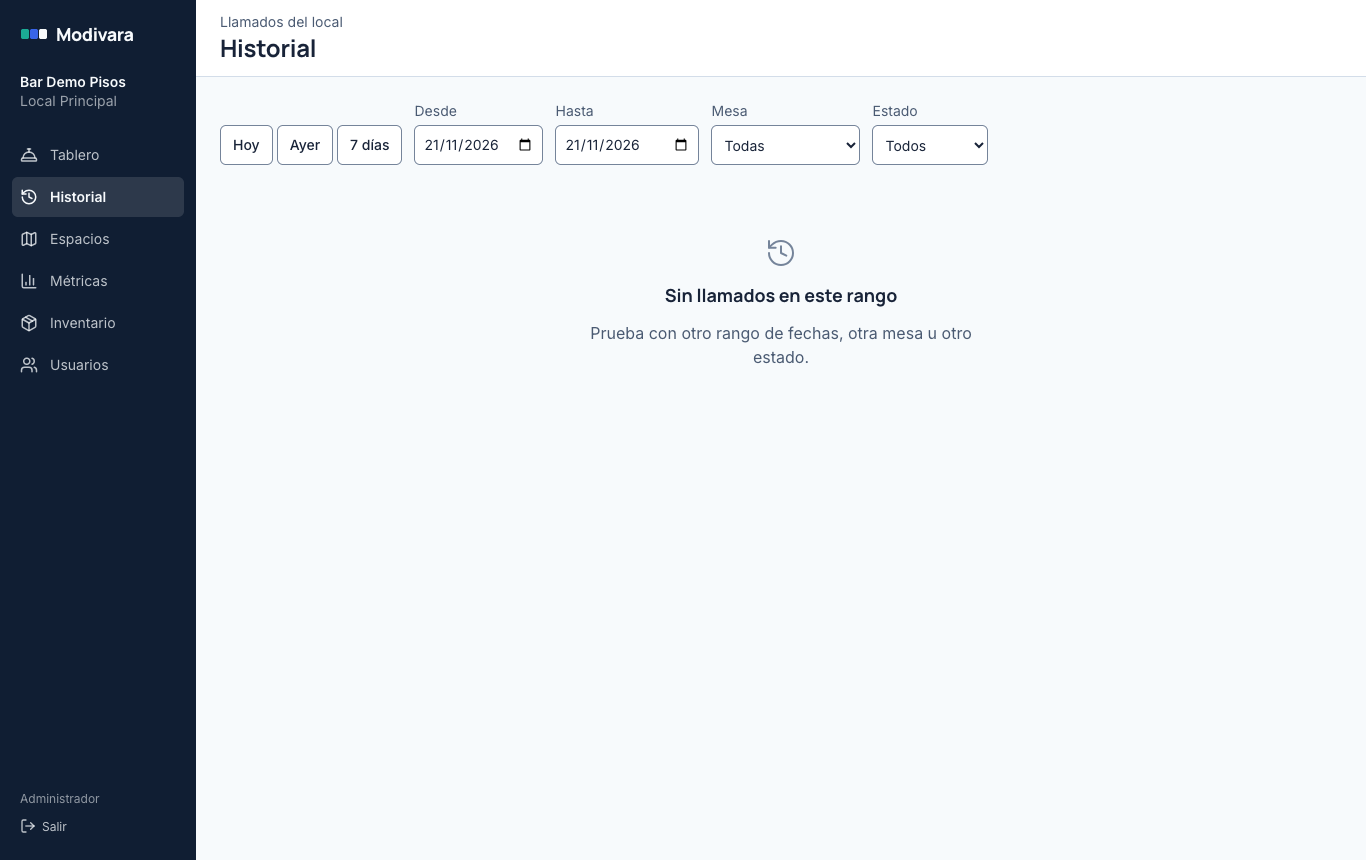 Modivara
Bar Demo Pisos
Local Principal
Tablero
Historial
Espacios
Métricas
Inventario
Usuarios
Administrador
Salir
Llamados del local
Historial
Hoy
Ayer
7 días
Desde
21/11/2026
Hasta
21/11/2026
Mesa
Todas
Estado
Todos
Sin llamados en este rango
Prueba con otro rango de fechas, otra mesa u otro
estado.